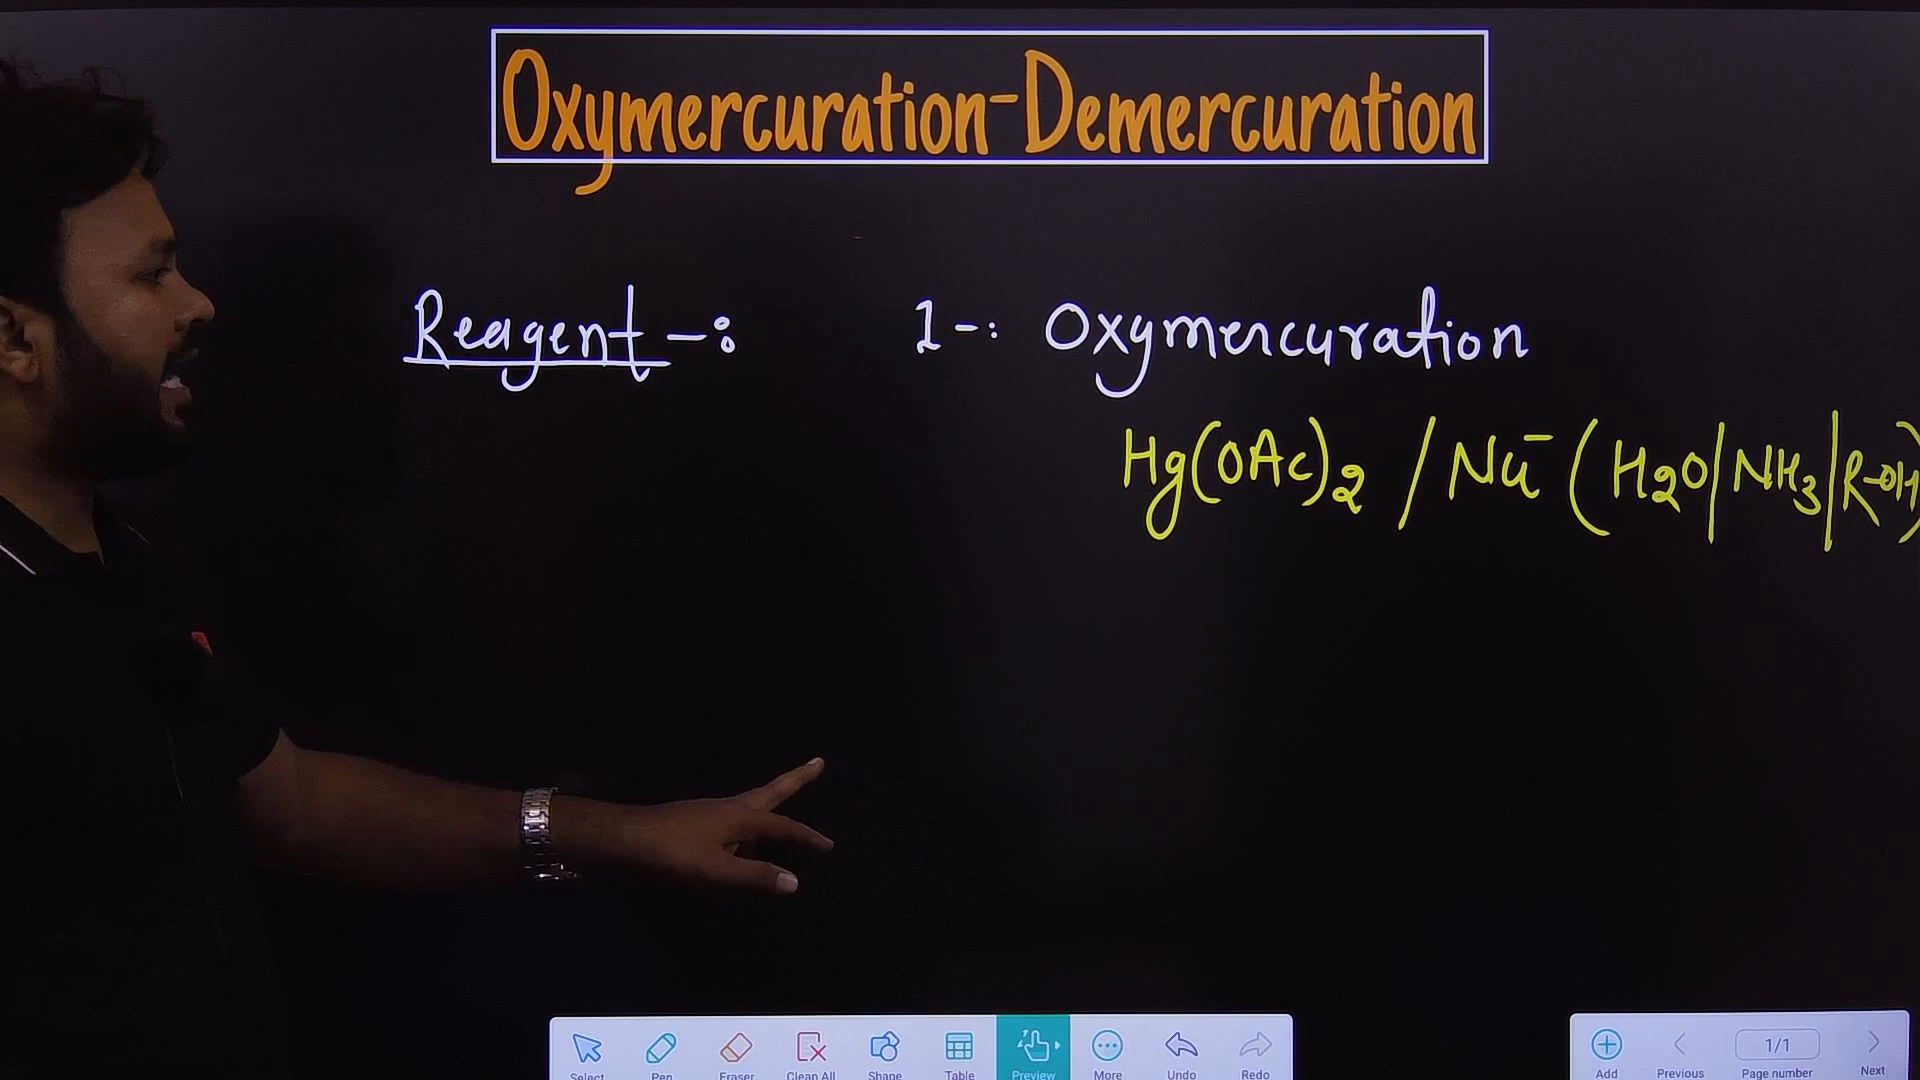 Oxymercuration-Demercuration
Reagent -: 1-: Oxymercuration
Hg(OAc)2 / Nu⁻ (H2O|NH3|R-OH)
Select Pen Eraser Clean All Shape Table Preview More Undo Redo
Add Previous 1/1 Page number Next